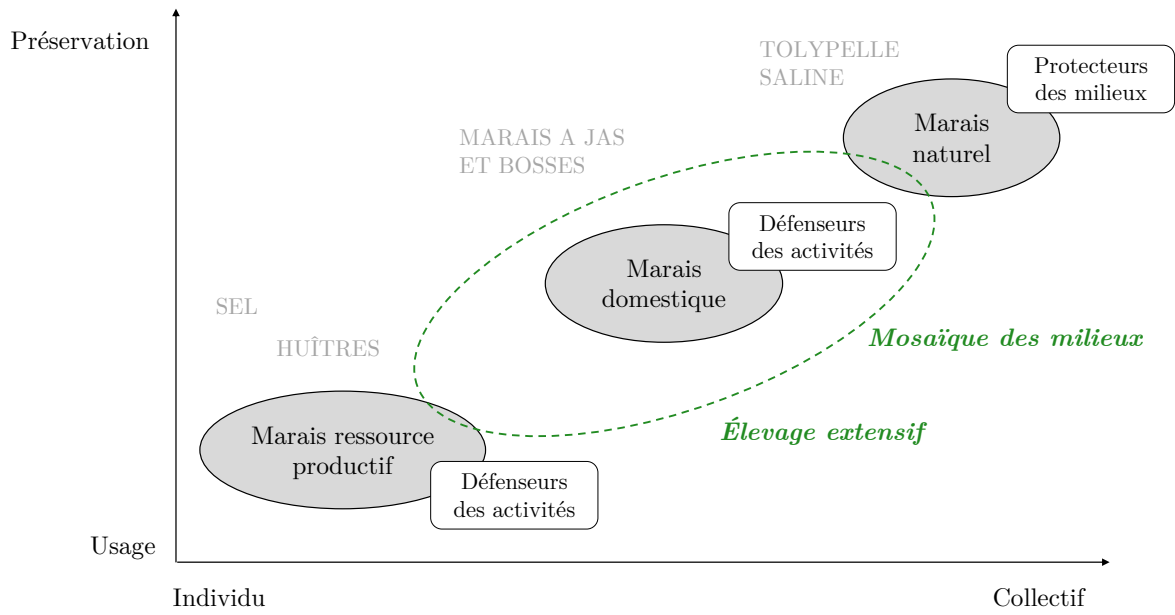 Préservation
TOLYPELLE
SALINE
Protecteurs
des milieux
Marais
naturel
MARAIS A JAS
ET BOSSES
Défenseurs
des activités
Marais
domestique
SEL
HUÎTRES
Mosaïque des milieux
Élevage extensif
Marais ressource
productif
Défenseurs
des activités
Usage
Individu
Collectif